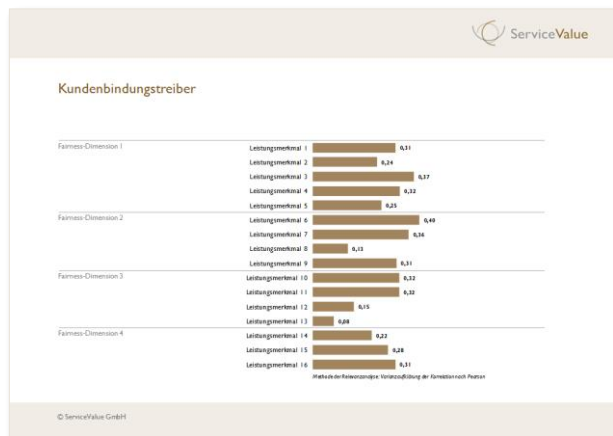 ServiceValue
Kundenbindungstreiber
Fairness-Dimension 1
Leistungsmerkmal 1 0,31
Leistungsmerkmal 2 0,24
Leistungsmerkmal 3 0,37
Leistungsmerkmal 4 0,32
Leistungsmerkmal 5 0,25
Fairness-Dimension 2
Leistungsmerkmal 6 0,40
Leistungsmerkmal 7 0,36
Leistungsmerkmal 8 0,13
Leistungsmerkmal 9 0,31
Fairness-Dimension 3
Leistungsmerkmal 10 0,32
Leistungsmerkmal 11 0,32
Leistungsmerkmal 12 0,15
Leistungsmerkmal 13 0,08
Fairness-Dimension 4
Leistungsmerkmal 14 0,22
Leistungsmerkmal 15 0,28
Leistungsmerkmal 16 0,31
Methode der Relevanzanalyse: Varianzaufklärung der Korrelation nach Pearson
© ServiceValue GmbH